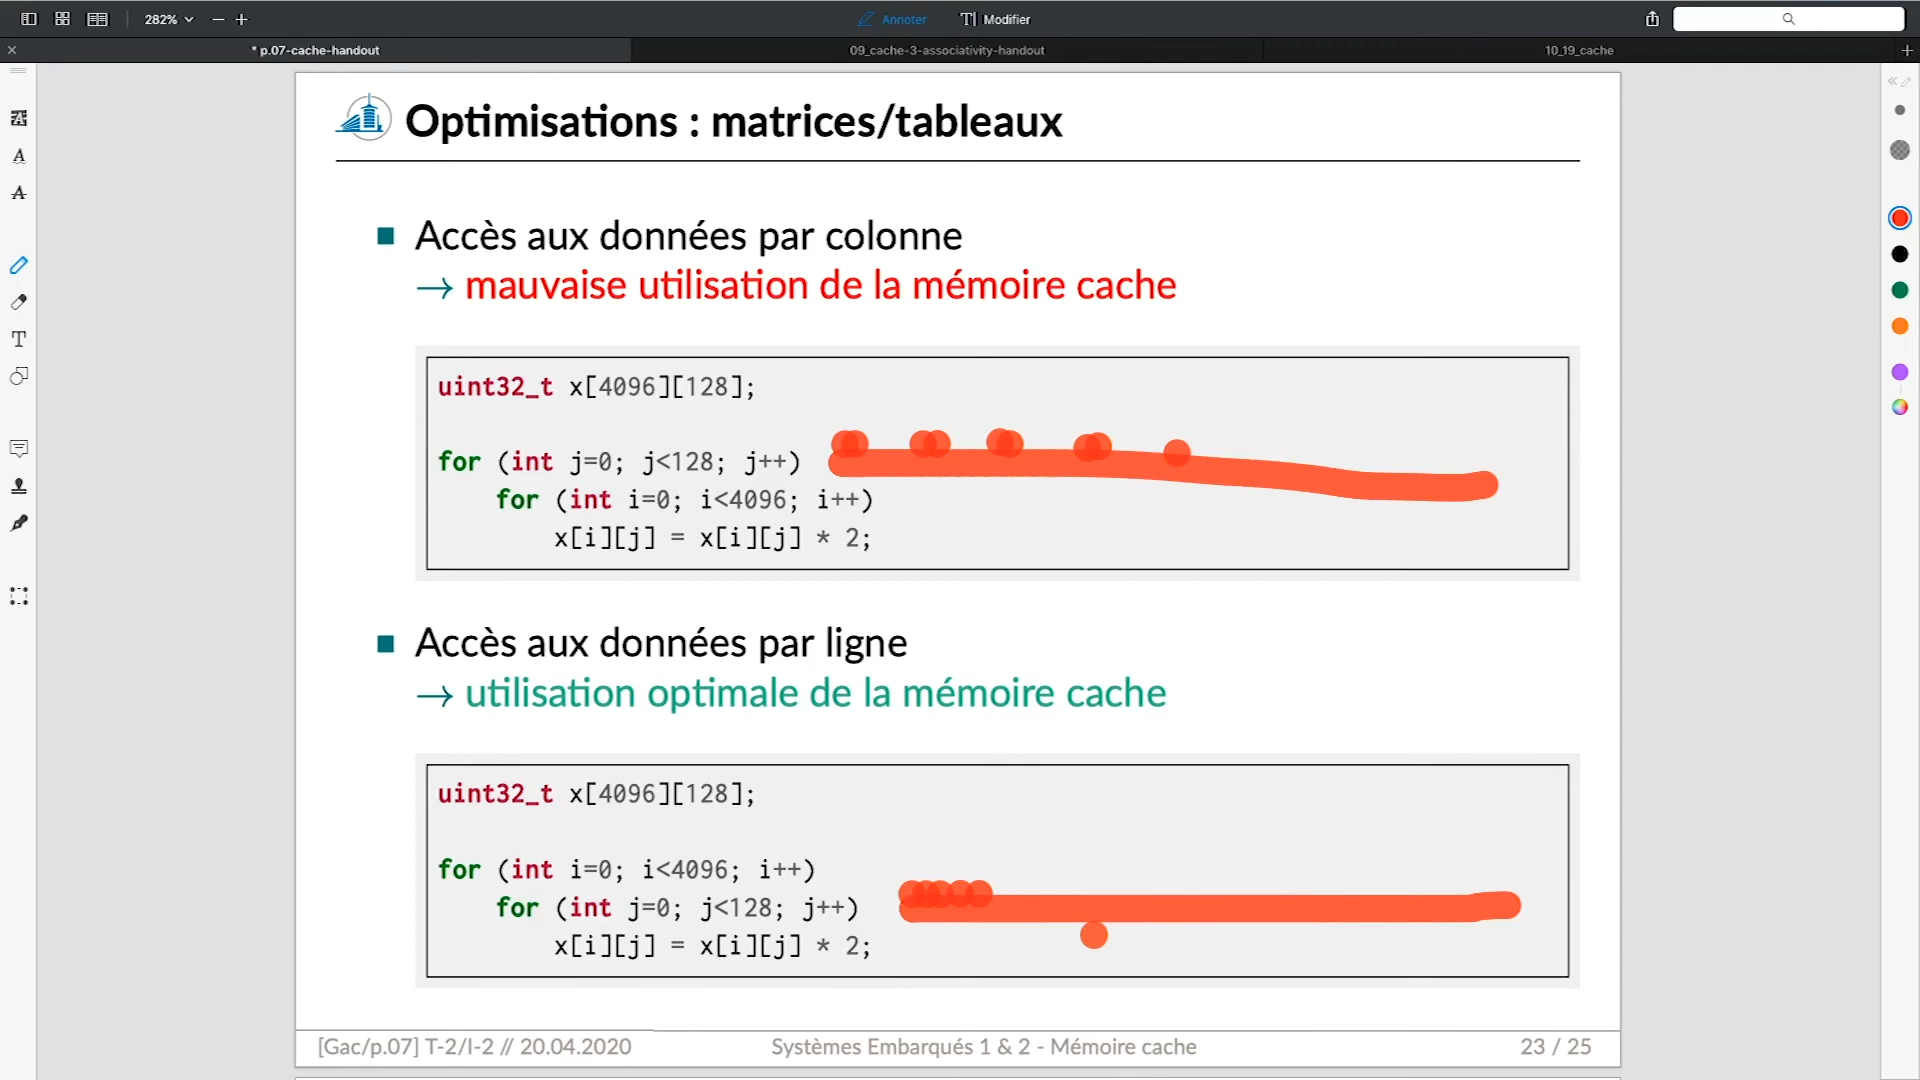 282%
Annoter
Modifier
* p.07-cache-handout
09_cache-3-associativity-handout
10_19_cache
Optimisations : matrices/tableaux
Accès aux données par colonne
→ mauvaise utilisation de la mémoire cache
uint32_t x[4096][128];
for (int j=0; j<128; j++)
for (int i=0; i<4096; i++)
x[i][j] = x[i][j] * 2;
Accès aux données par ligne
→ utilisation optimale de la mémoire cache
uint32_t x[4096][128];
for (int i=0; i<4096; i++)
for (int j=0; j<128; j++)
x[i][j] = x[i][j] * 2;
[Gac/p.07] T-2/I-2 // 20.04.2020
Systèmes Embarqués 1 & 2 - Mémoire cache
23 / 25